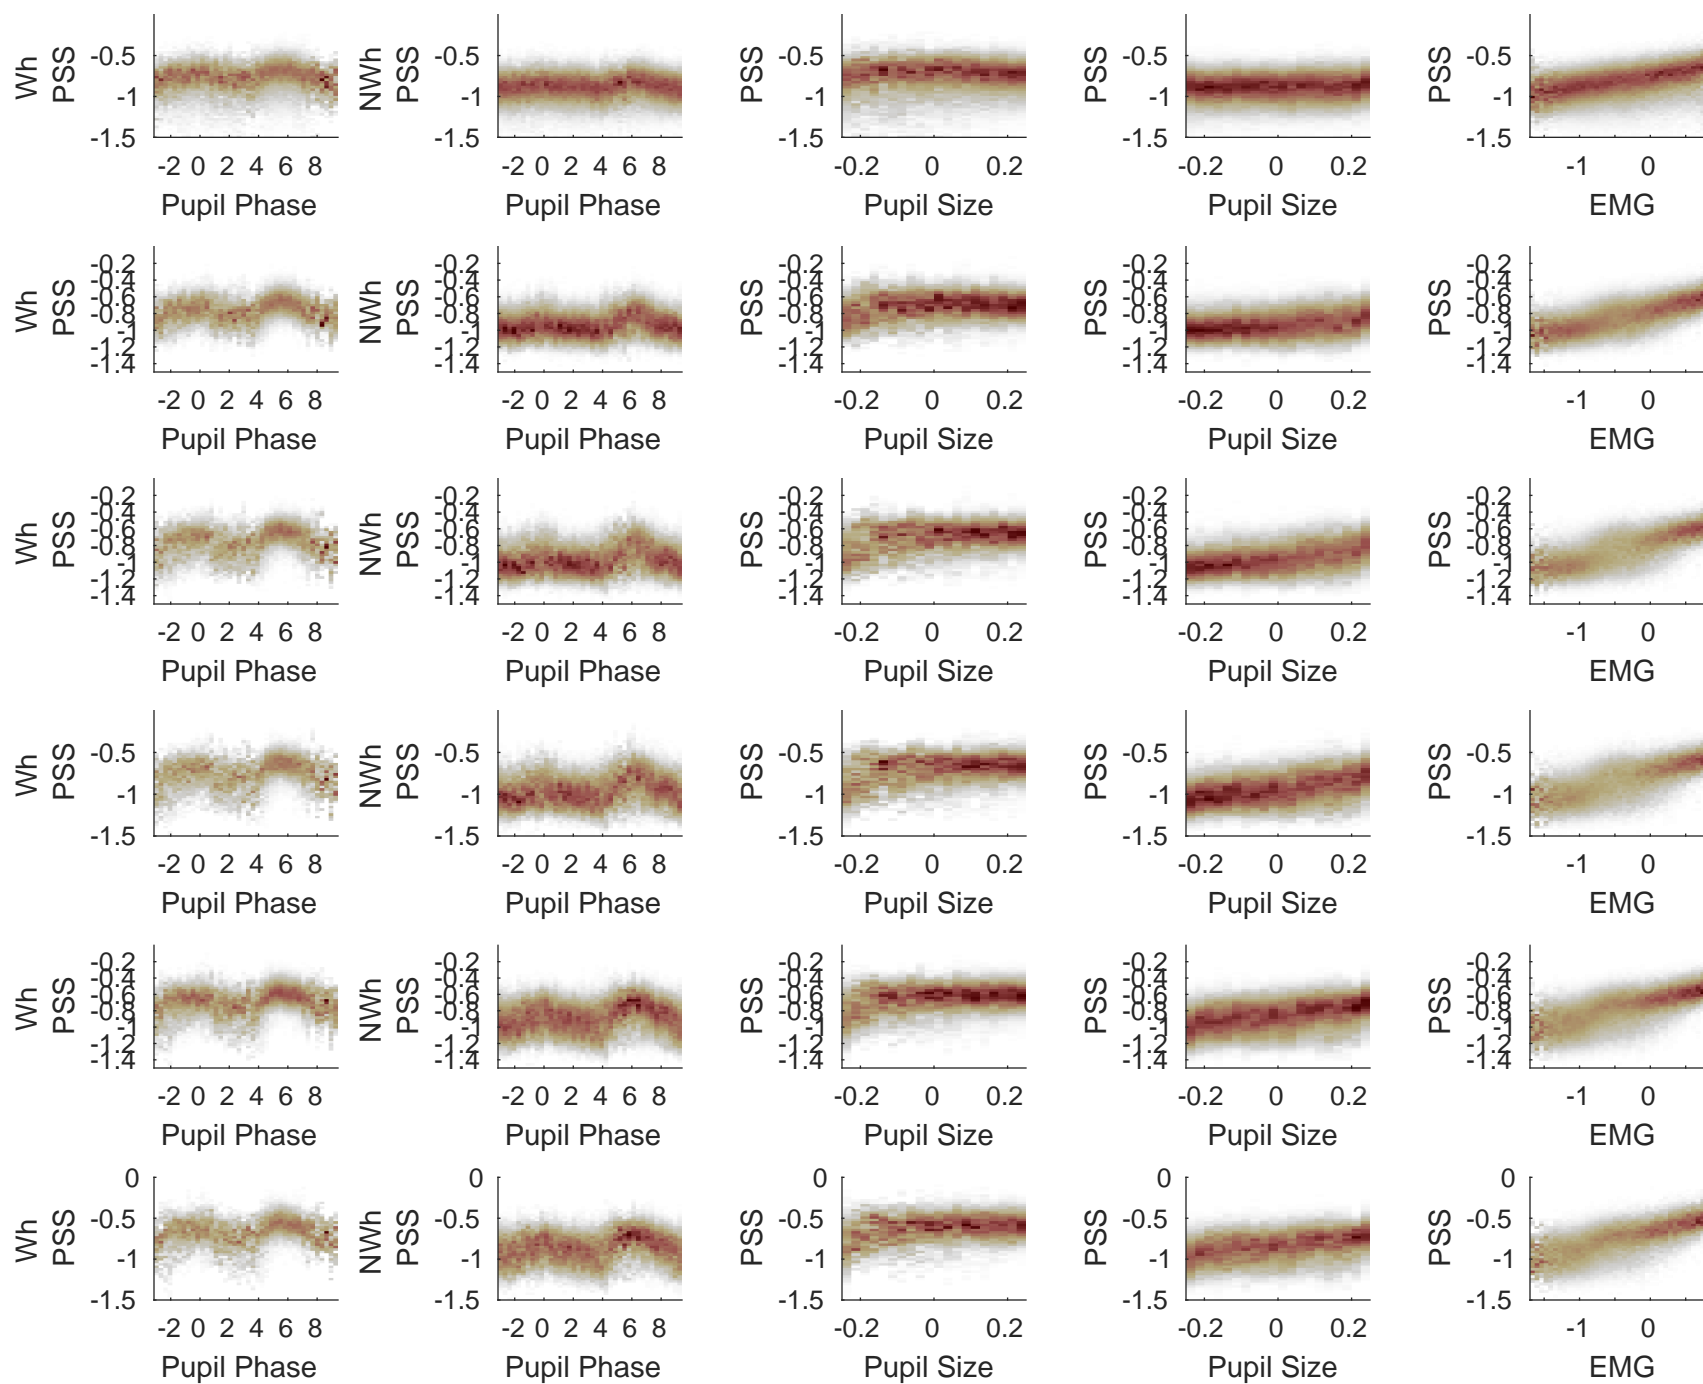 Wh PSS -0.5 -1 -1.5 -2 0 2 4 6 8 Pupil Phase
NWh PSS -0.5 -1 -1.5 -2 0 2 4 6 8 Pupil Phase
PSS -0.5 -1 -1.5 -0.2 0 0.2 Pupil Size
PSS -0.5 -1 -1.5 -0.2 0 0.2 Pupil Size
PSS -0.5 -1 -1.5 -1 0 EMG
Wh PSS -0.2 -0.4 -0.6 -0.8 -1 -1.2 -1.4 -2 0 2 4 6 8 Pupil Phase
NWh PSS -0.2 -0.4 -0.6 -0.8 -1 -1.2 -1.4 -2 0 2 4 6 8 Pupil Phase
PSS -0.2 -0.4 -0.6 -0.8 -1 -1.2 -1.4 -0.2 0 0.2 Pupil Size
PSS -0.2 -0.4 -0.6 -0.8 -1 -1.2 -1.4 -0.2 0 0.2 Pupil Size
PSS -0.2 -0.4 -0.6 -0.8 -1 -1.2 -1.4 -1 0 EMG
Wh PSS -0.2 -0.4 -0.6 -0.8 -1 -1.2 -1.4 -2 0 2 4 6 8 Pupil Phase
NWh PSS -0.2 -0.4 -0.6 -0.8 -1 -1.2 -1.4 -2 0 2 4 6 8 Pupil Phase
PSS -0.2 -0.4 -0.6 -0.8 -1 -1.2 -1.4 -0.2 0 0.2 Pupil Size
PSS -0.2 -0.4 -0.6 -0.8 -1 -1.2 -1.4 -0.2 0 0.2 Pupil Size
PSS -0.2 -0.4 -0.6 -0.8 -1 -1.2 -1.4 -1 0 EMG
Wh PSS -0.5 -1 -1.5 -2 0 2 4 6 8 Pupil Phase
NWh PSS -0.5 -1 -1.5 -2 0 2 4 6 8 Pupil Phase
PSS -0.5 -1 -1.5 -0.2 0 0.2 Pupil Size
PSS -0.5 -1 -1.5 -0.2 0 0.2 Pupil Size
PSS -0.5 -1 -1.5 -1 0 EMG
Wh PSS -0.2 -0.4 -0.6 -0.8 -1 -1.2 -1.4 -2 0 2 4 6 8 Pupil Phase
NWh PSS -0.2 -0.4 -0.6 -0.8 -1 -1.2 -1.4 -2 0 2 4 6 8 Pupil Phase
PSS -0.2 -0.4 -0.6 -0.8 -1 -1.2 -1.4 -0.2 0 0.2 Pupil Size
PSS -0.2 -0.4 -0.6 -0.8 -1 -1.2 -1.4 -0.2 0 0.2 Pupil Size
PSS -0.2 -0.4 -0.6 -0.8 -1 -1.2 -1.4 -1 0 EMG
Wh PSS 0 -0.5 -1 -1.5 -2 0 2 4 6 8 Pupil Phase
NWh PSS 0 -0.5 -1 -1.5 -2 0 2 4 6 8 Pupil Phase
PSS 0 -0.5 -1 -1.5 -0.2 0 0.2 Pupil Size
PSS 0 -0.5 -1 -1.5 -0.2 0 0.2 Pupil Size
PSS 0 -0.5 -1 -1.5 -1 0 EMG